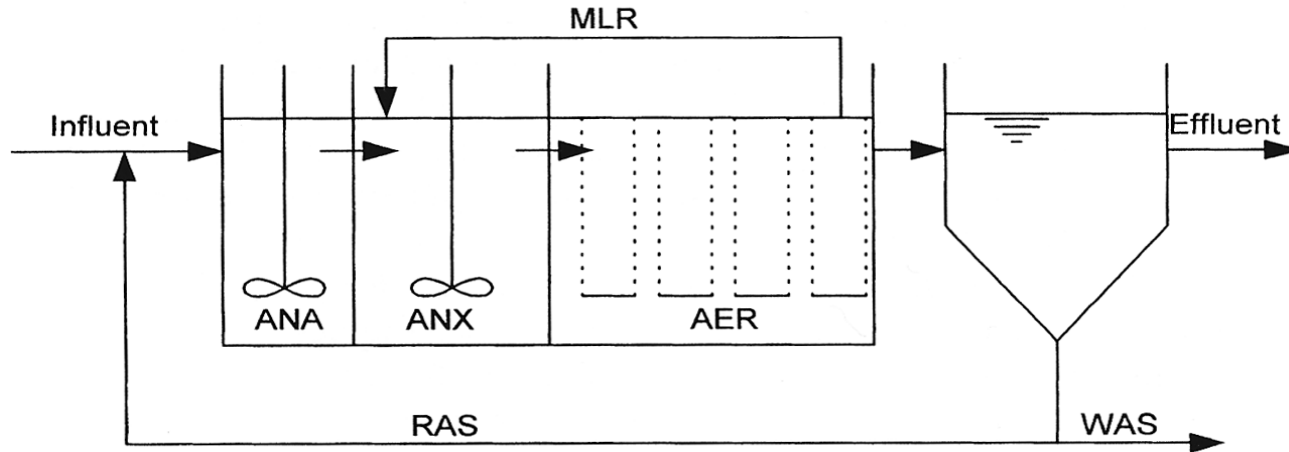 MLR
Influent
Effluent
ANA
ANX
AER
RAS
WAS